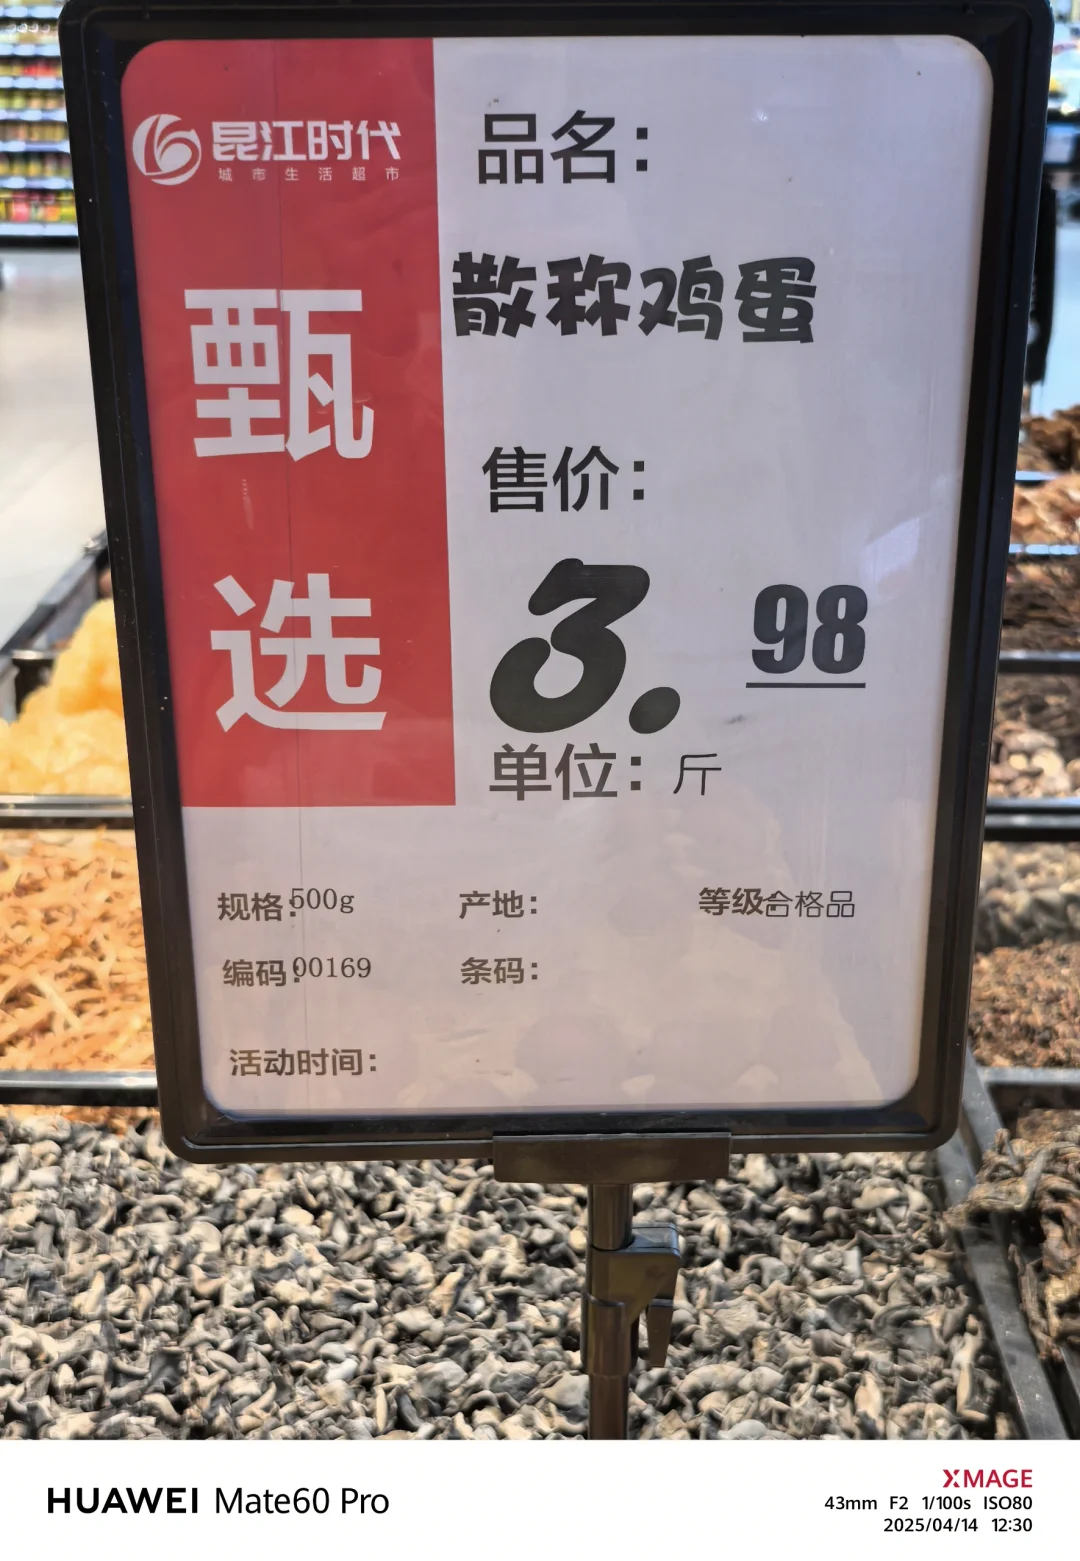 昆江时代
城市生活超市
甄选
品名：
散称鸡蛋
售价：
3.98
单位：斤
规格：500g 产地： 等级：合格品
编码：00169 条码：
活动时间：
HUAWEI Mate60 Pro
XMAGE
43mm F2 1/100s ISO80
2025/04/14 12:30